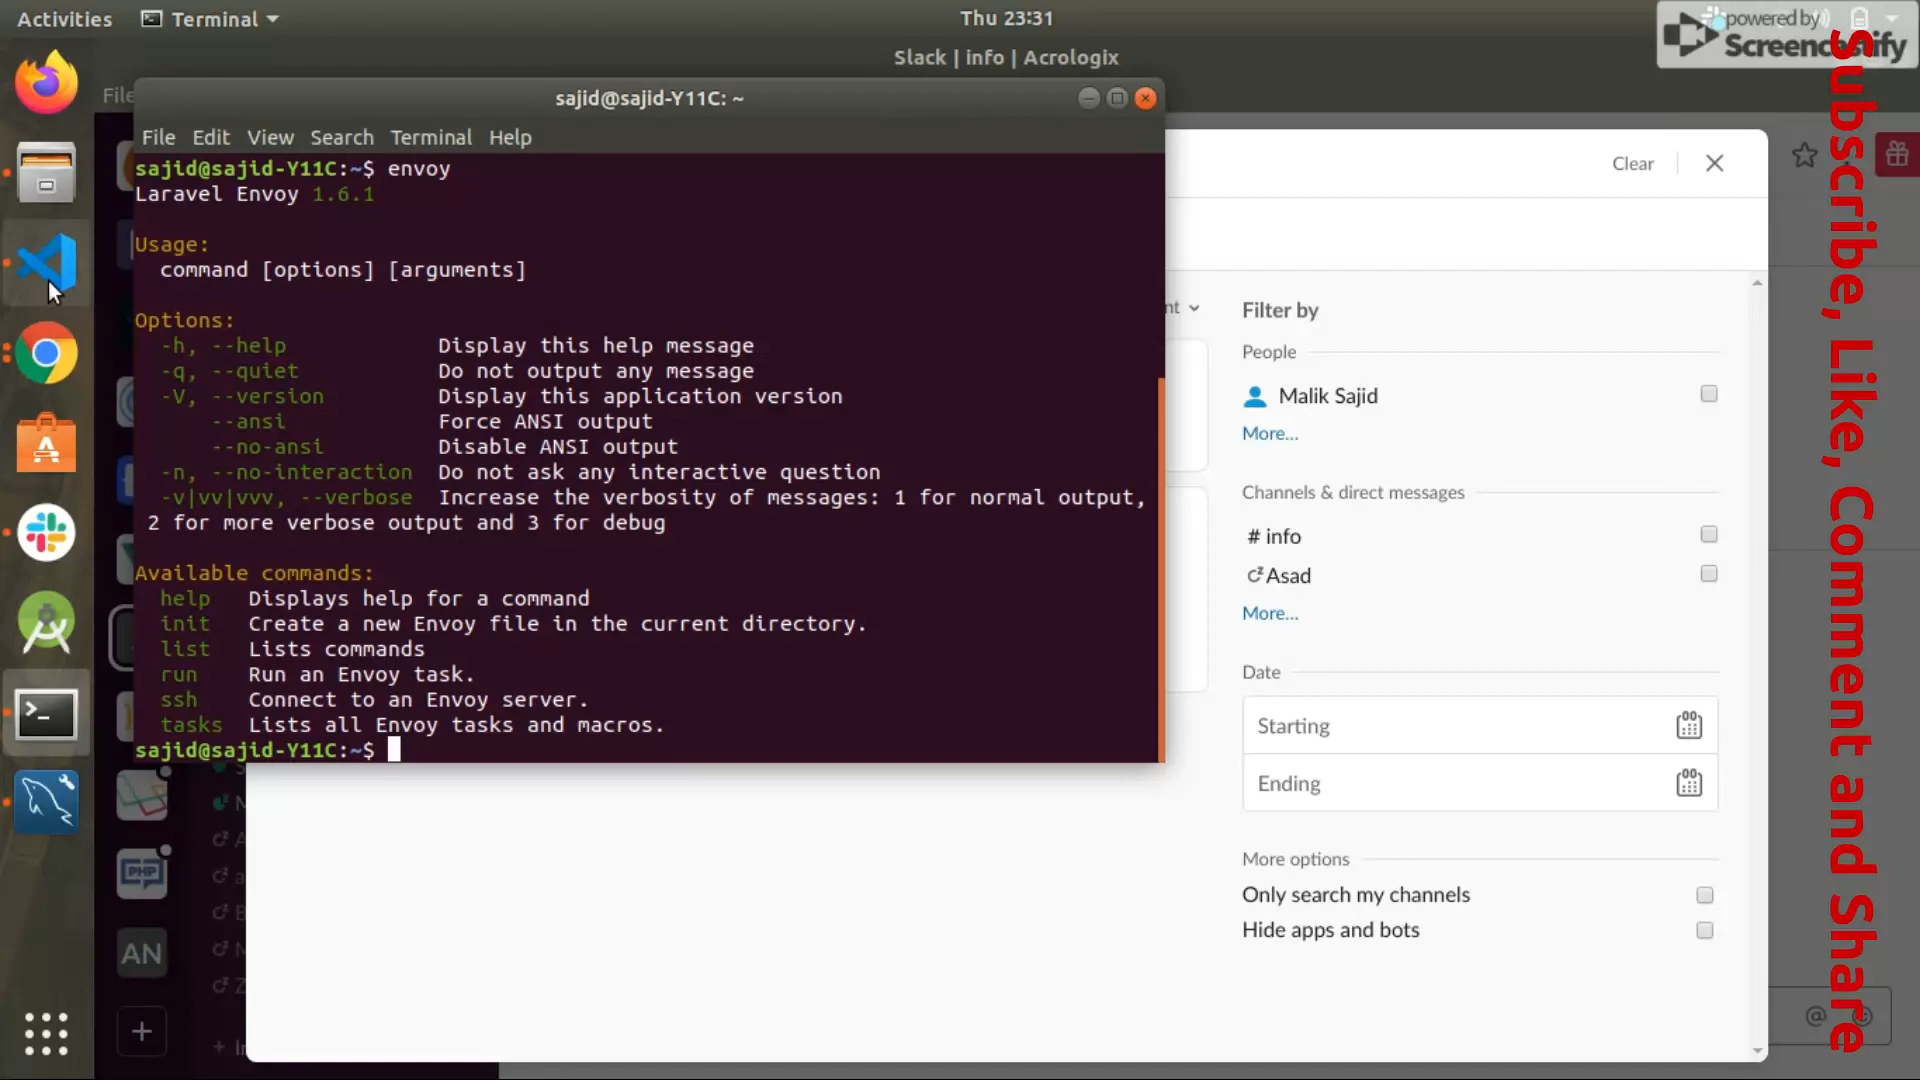 Activities
Terminal
Thu 23:31
powered by
Screencastify
Slack | info | Acrologix
File
sajid@sajid-Y11C: ~
File Edit View Search Terminal Help
sajid@sajid-Y11C:~$ envoy
Laravel Envoy 1.6.1
Usage:
command [options] [arguments]
Options:
-h, --help Display this help message
-q, --quiet Do not output any message
-V, --version Display this application version
--ansi Force ANSI output
--no-ansi Disable ANSI output
-n, --no-interaction Do not ask any interactive question
-v|vv|vvv, --verbose Increase the verbosity of messages: 1 for normal output,
2 for more verbose output and 3 for debug
Available commands:
help Displays help for a command
init Create a new Envoy file in the current directory.
list Lists commands
run Run an Envoy task.
ssh Connect to an Envoy server.
tasks Lists all Envoy tasks and macros.
sajid@sajid-Y11C:~$
Clear
nt
Filter by
People
Malik Sajid
More...
Channels & direct messages
# info
Asad
More...
Date
Starting
Ending
More options
Only search my channels
Hide apps and bots
PHP
AN
Subscribe, Like, Comment and Share